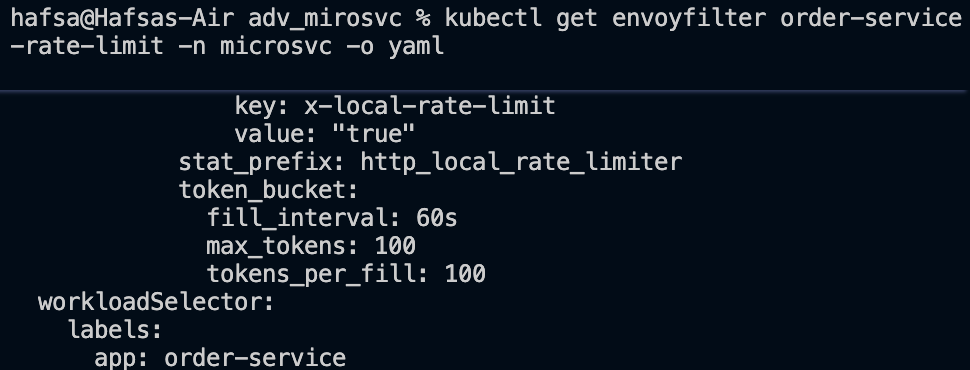 hafsa@Hafsas-Air adv_mirosvc % kubectl get envoyfilter order-service
-rate-limit -n microsvc -o yaml
key: x-local-rate-limit
value: "true"
stat_prefix: http_local_rate_limiter
token_bucket:
fill_interval: 60s
max_tokens: 100
tokens_per_fill: 100
workloadSelector:
labels:
app: order-service